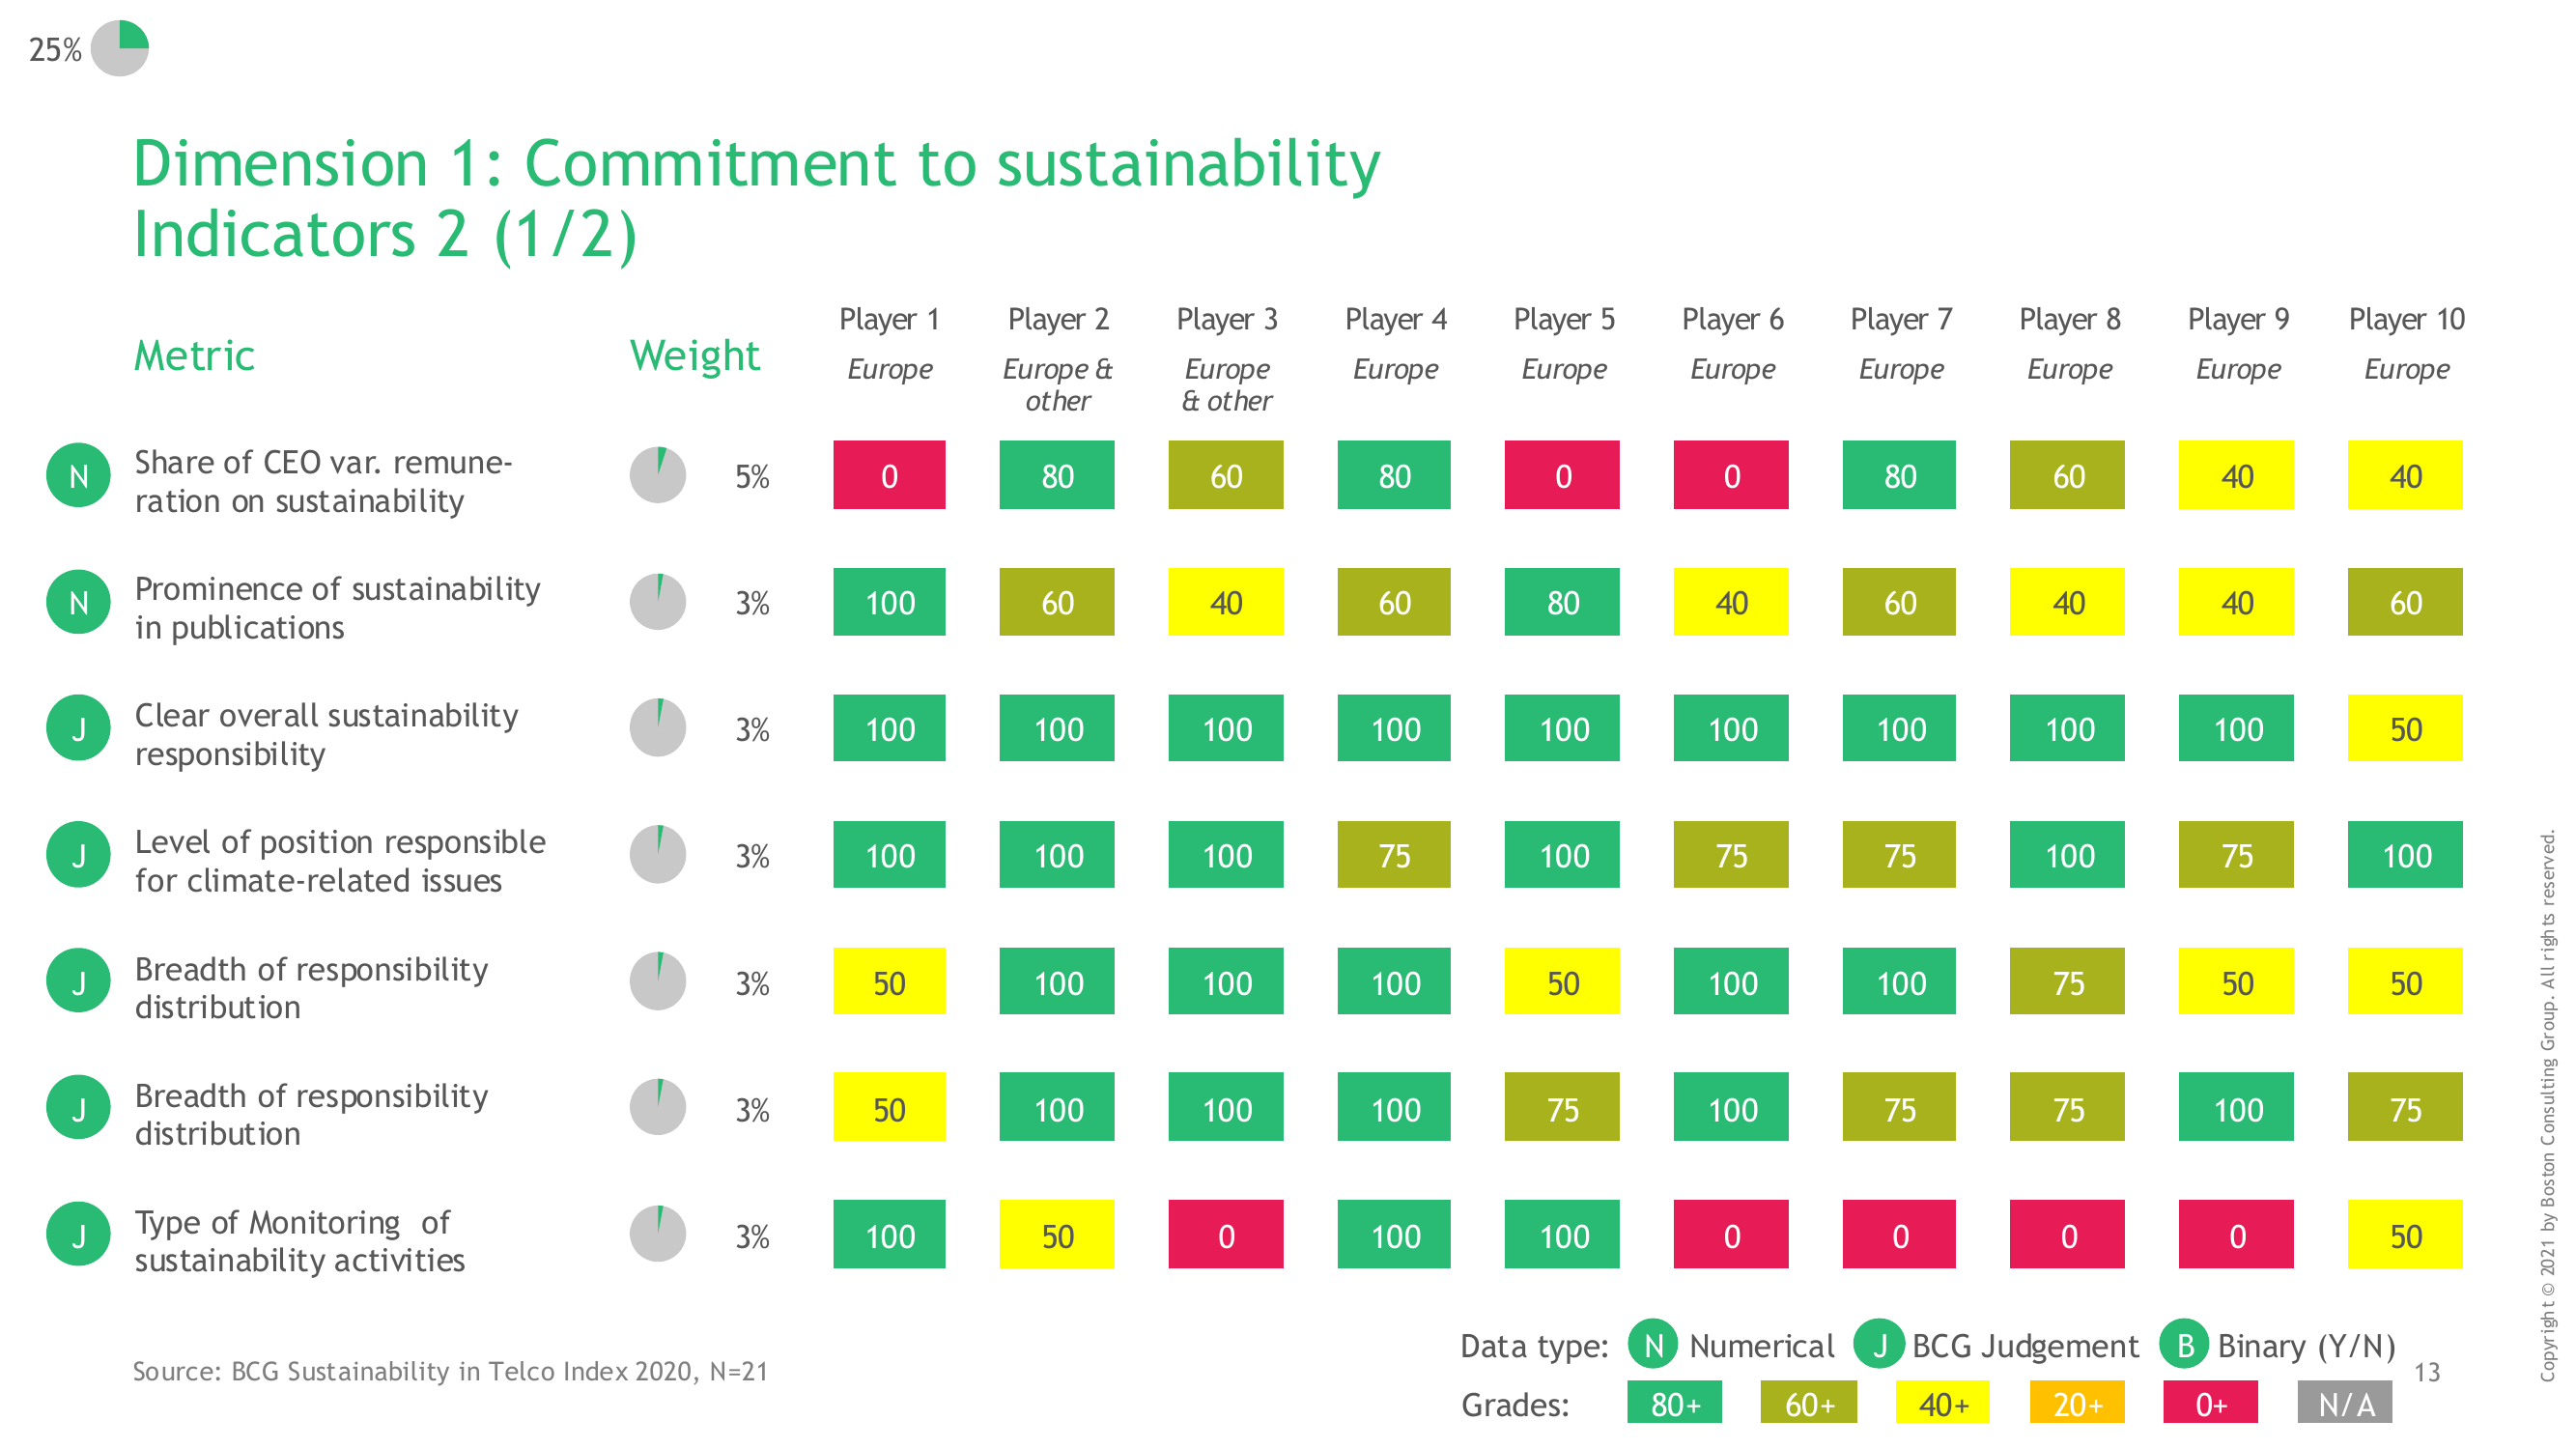 25%
Dimension 1: Commitment to sustainability
Indicators 2 (1/2)
Metric Weight Player 1 Player 2 Player 3 Player 4 Player 5 Player 6 Player 7 Player 8 Player 9 Player 10
Europe Europe & Europe Europe Europe Europe Europe Europe Europe Europe
other & other
N Share of CEO var. remune- 5% 0 80 60 80 0 0 80 60 40 40
ration on sustainability
N Prominence of sustainability 3% 100 60 40 60 80 40 60 40 40 60
in publications
J Clear overall sustainability 3% 100 100 100 100 100 100 100 100 100 50
responsibility
J Level of position responsible 3% 100 100 100 75 100 75 75 100 75 100
for climate-related issues
J Breadth of responsibility 3% 50 100 100 100 50 100 100 75 50 50
distribution
J Breadth of responsibility 3% 50 100 100 100 75 100 75 75 100 75
distribution
J Type of Monitoring of 3% 100 50 0 100 100 0 0 0 0 50
sustainability activities
Data type: N Numerical J BCG Judgement B Binary (Y/N)
Grades: 80+ 60+ 40+ 20+ 0+ N/A
Source: BCG Sustainability in Telco Index 2020, N=21
13
Copyright © 2021 by Boston Consulting Group. All rights reserved.